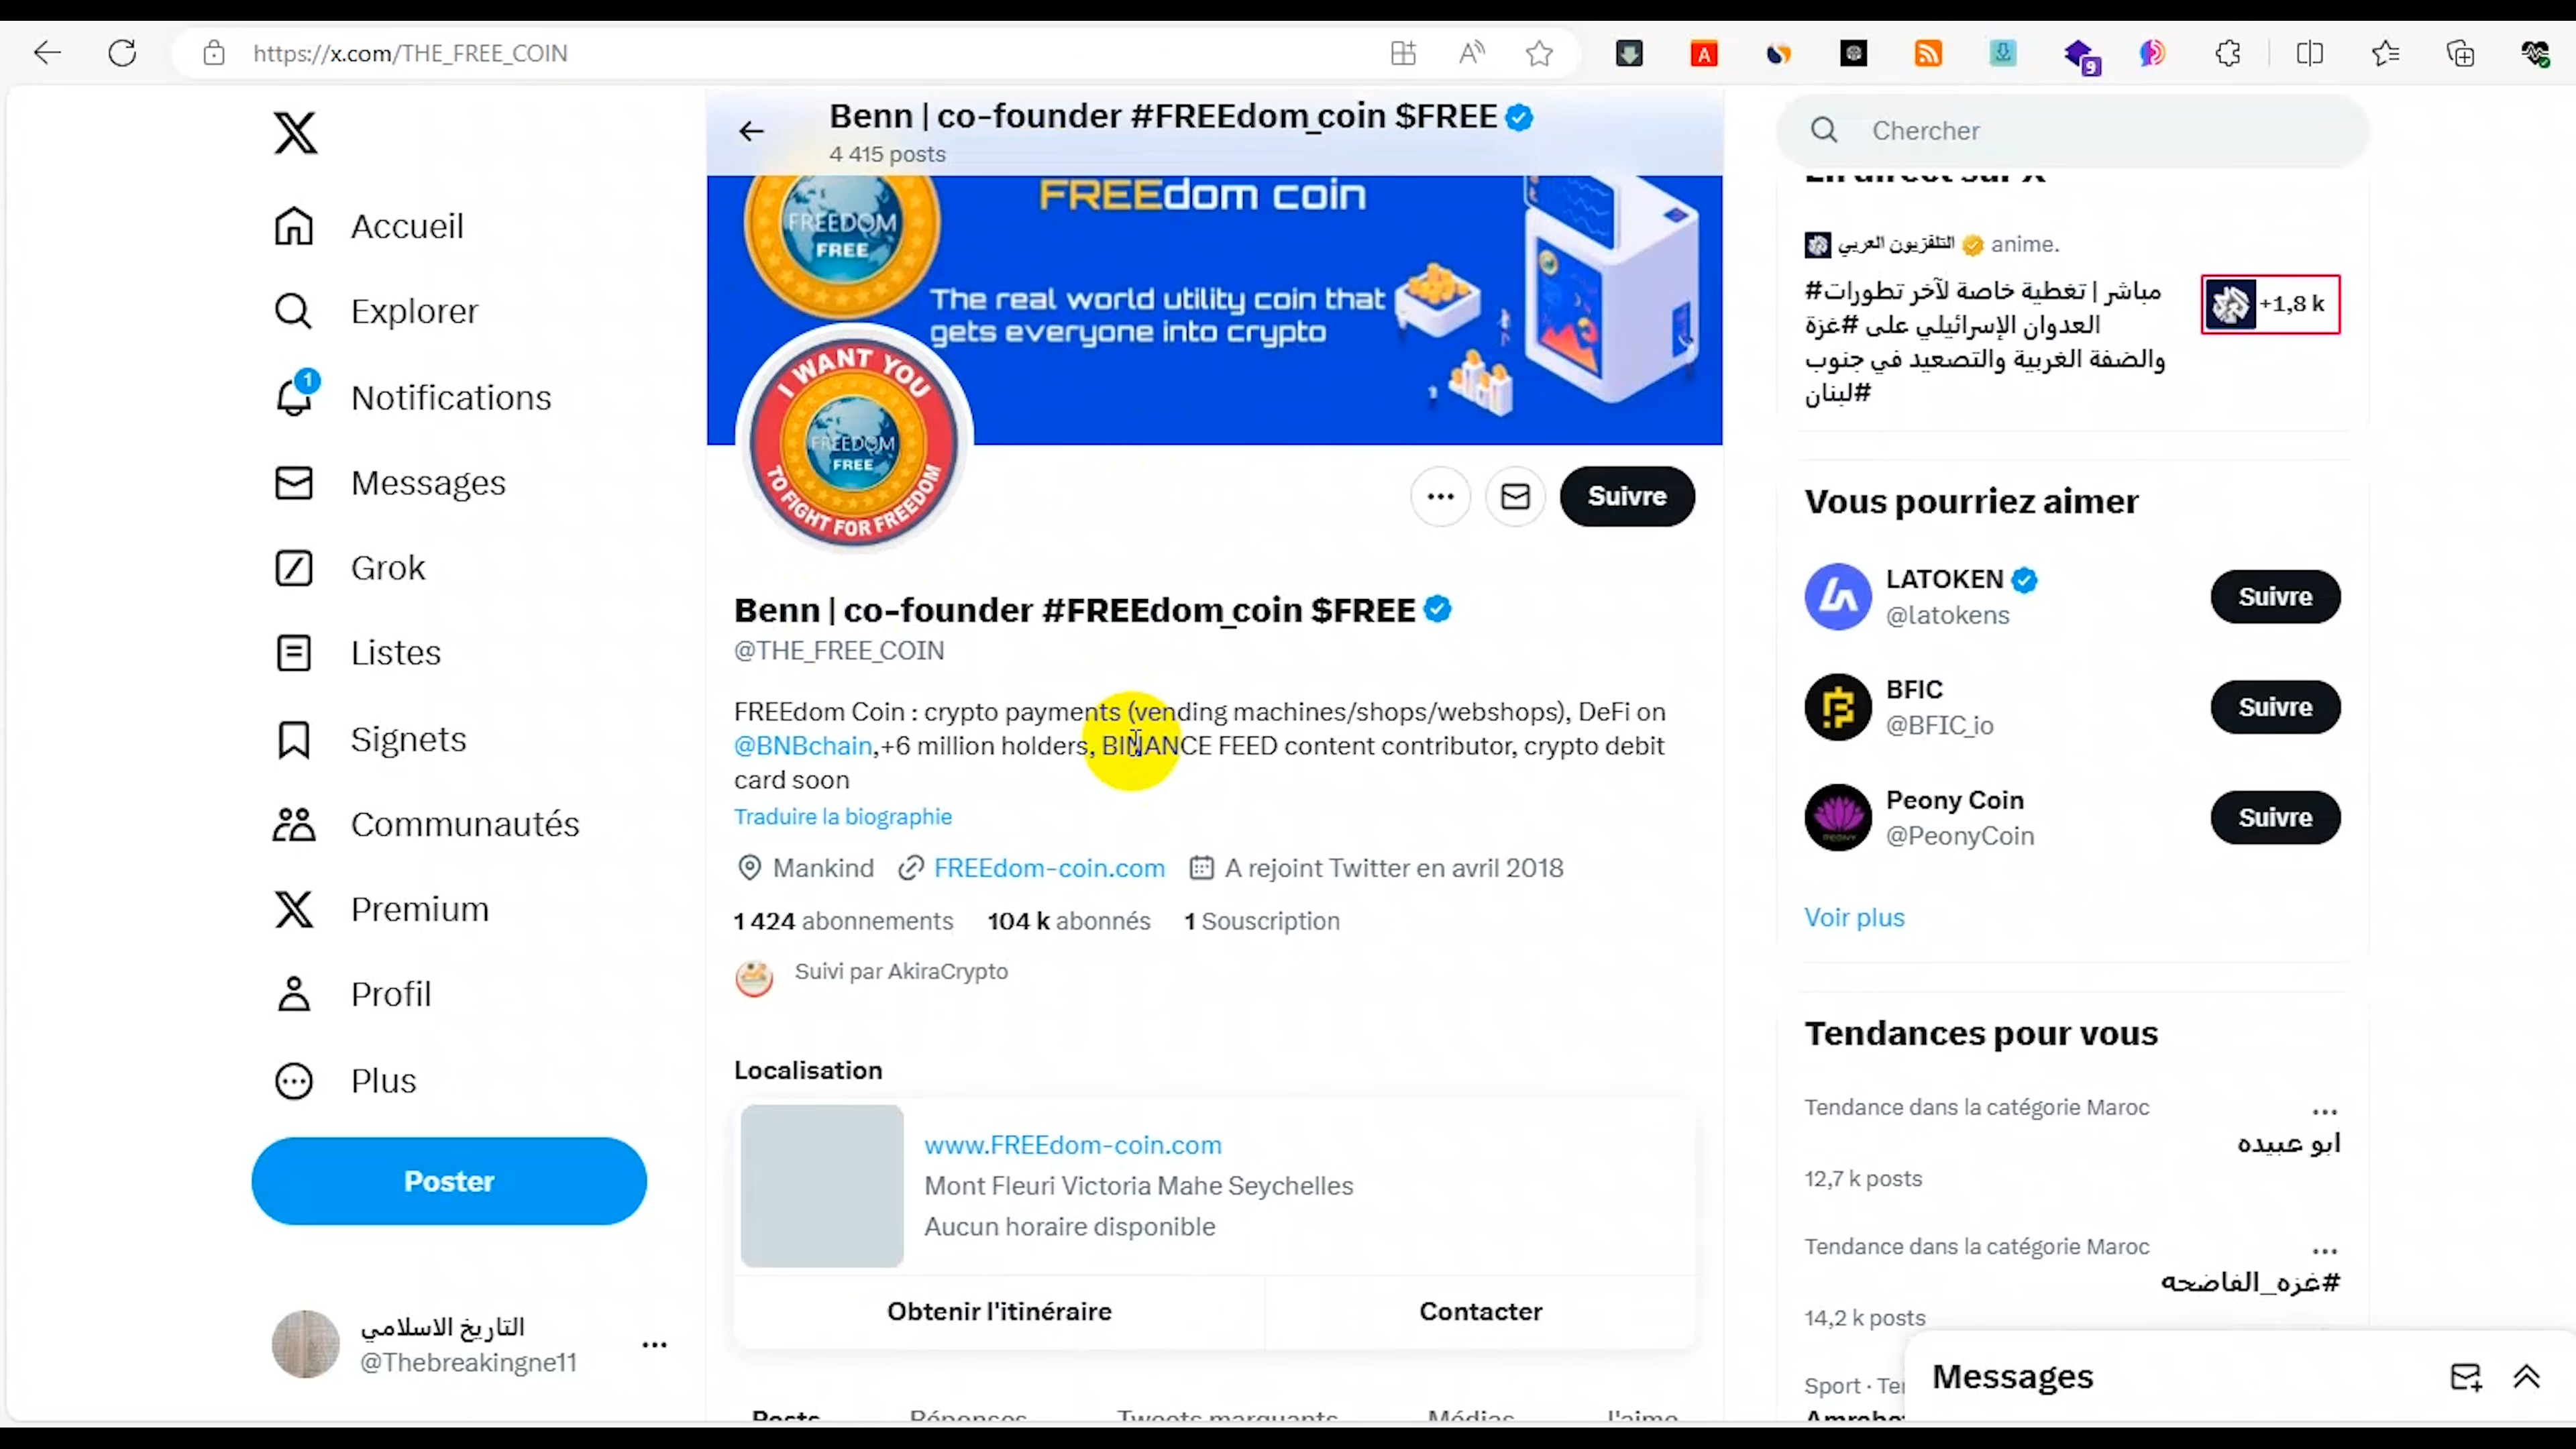 https://x.com/THE_FREE_COIN
A
9
Benn | co-founder #FREEdom_coin $FREE
4 415 posts
FREEdom coin
FREEDOM
FREE
The real world utility coin that
gets everyone into crypto
I WANT YOU
FREEDOM
FREE
TO FIGHT FOR FREEDOM
Suivre
Benn | co-founder #FREEdom_coin $FREE
@THE_FREE_COIN
FREEdom Coin : crypto payments (vending machines/shops/webshops), DeFi on
@BNBchain,+6 million holders, BINANCE FEED content contributor, crypto debit
card soon
Traduire la biographie
Mankind FREEdom-coin.com A rejoint Twitter en avril 2018
1 424 abonnements 104 k abonnés 1 Souscription
Suivi par AkiraCrypto
Localisation
www.FREEdom-coin.com
Mont Fleuri Victoria Mahe Seychelles
Aucun horaire disponible
Obtenir l'itinéraire Contacter
Posts Réponses Tweets marquants Médias J'aime
Accueil
Explorer
1
Notifications
Messages
Grok
Listes
Signets
Communautés
Premium
Profil
Plus
Poster
التاريخ الاسلامي
@Thebreakingne11
Chercher
En direct sur X
التلفزيون العربي anime.
#مباشر | تغطية خاصة لآخر تطورات
العدوان الإسرائيلي على #غزة
والضفة الغربية والتصعيد في جنوب
#لبنان
+1,8 k
Vous pourriez aimer
LATOKEN
@latokens
Suivre
BFIC
@BFIC_io
Suivre
Peony Coin
@PeonyCoin
Suivre
Voir plus
Tendances pour vous
Tendance dans la catégorie Maroc
ابو عبيده
12,7 k posts
Tendance dans la catégorie Maroc
#غزه_الفاضحه
14,2 k posts
Sport
Messages